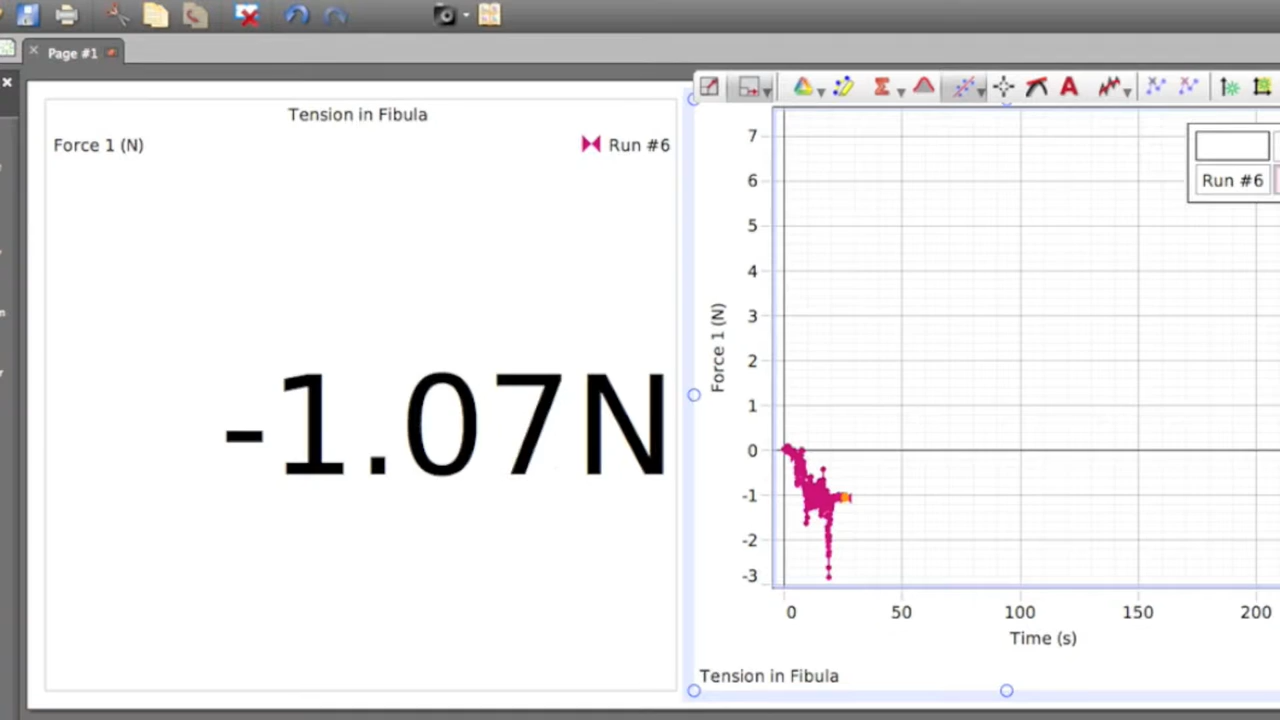 Page #1
Tension in Fibula
Force 1 (N)
Run #6
-1.07N
7
6
5
4
3
2
1
0
-1
-2
-3
Force 1 (N)
Run #6
0 50 100 150 200
Time (s)
Tension in Fibula